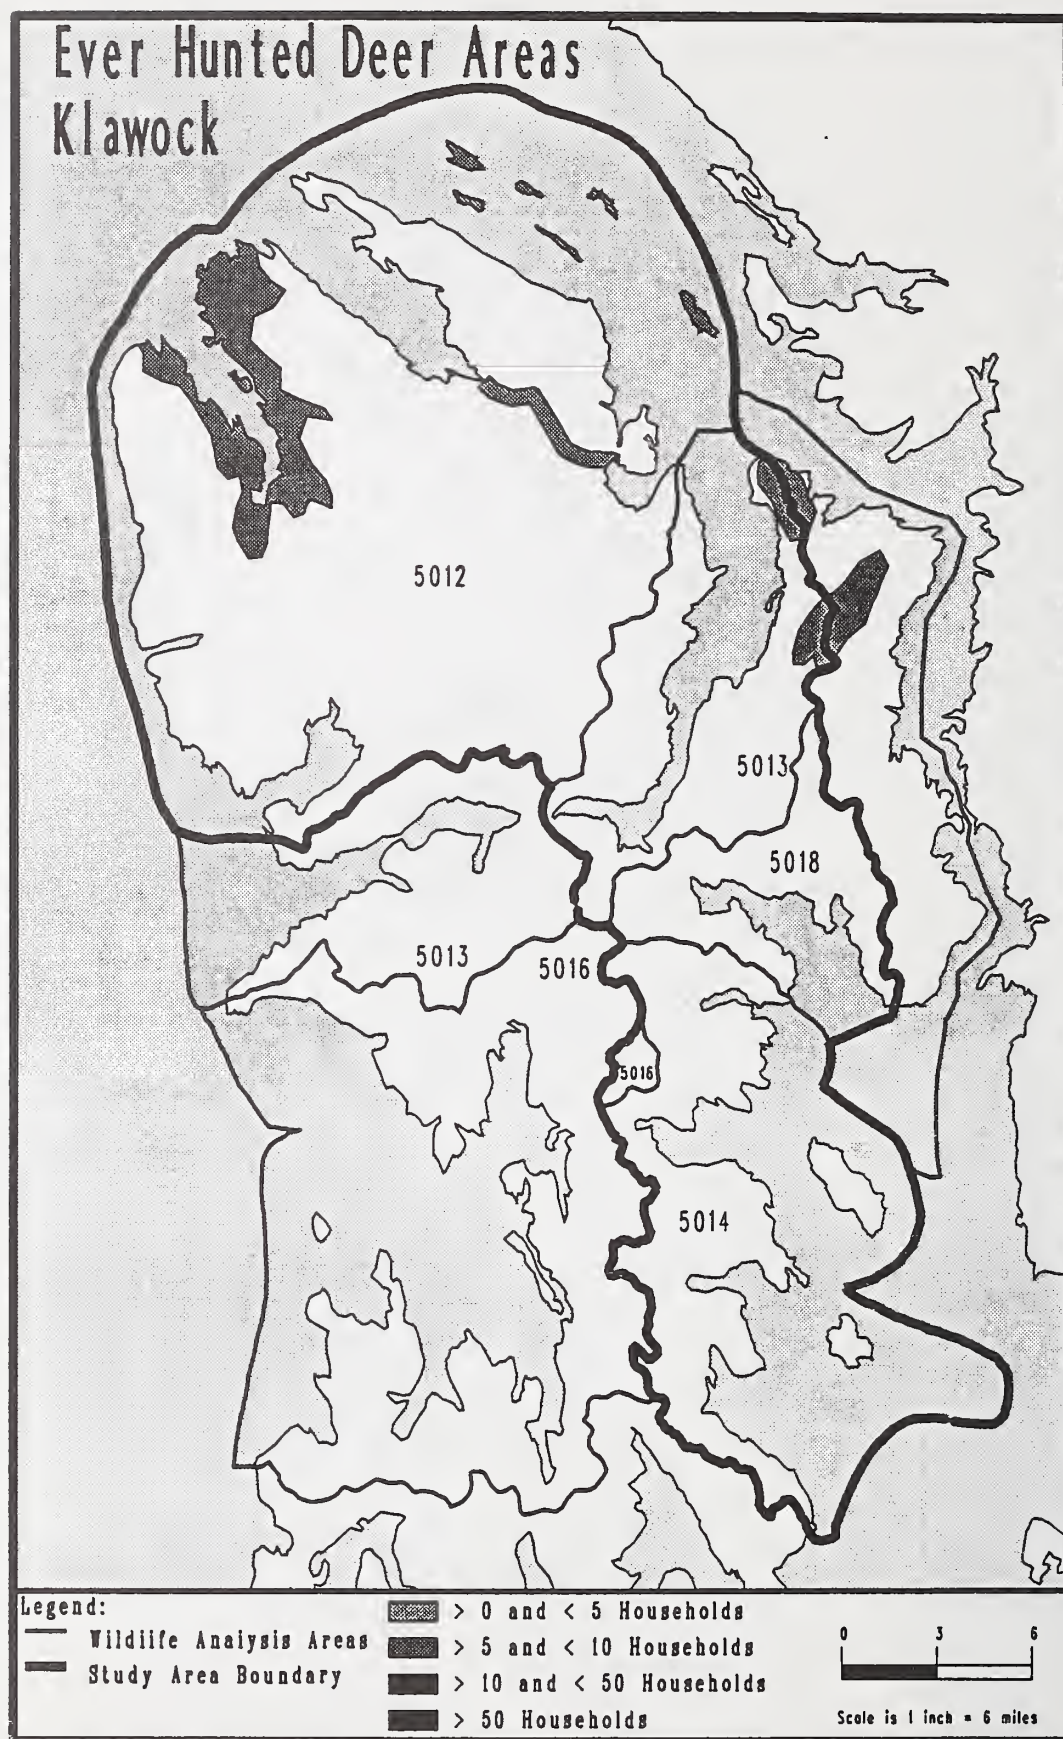 Ever Hunted Deer Areas
Klawock
5012
5013
5018
5013
5016
5016
5014
Legend:
Wildlife Analysis Areas
Study Area Boundary
> 0 and < 5 Households
> 5 and < 10 Households
> 10 and < 50 Households
> 50 Households
0 3 6
Scale is 1 inch = 6 miles